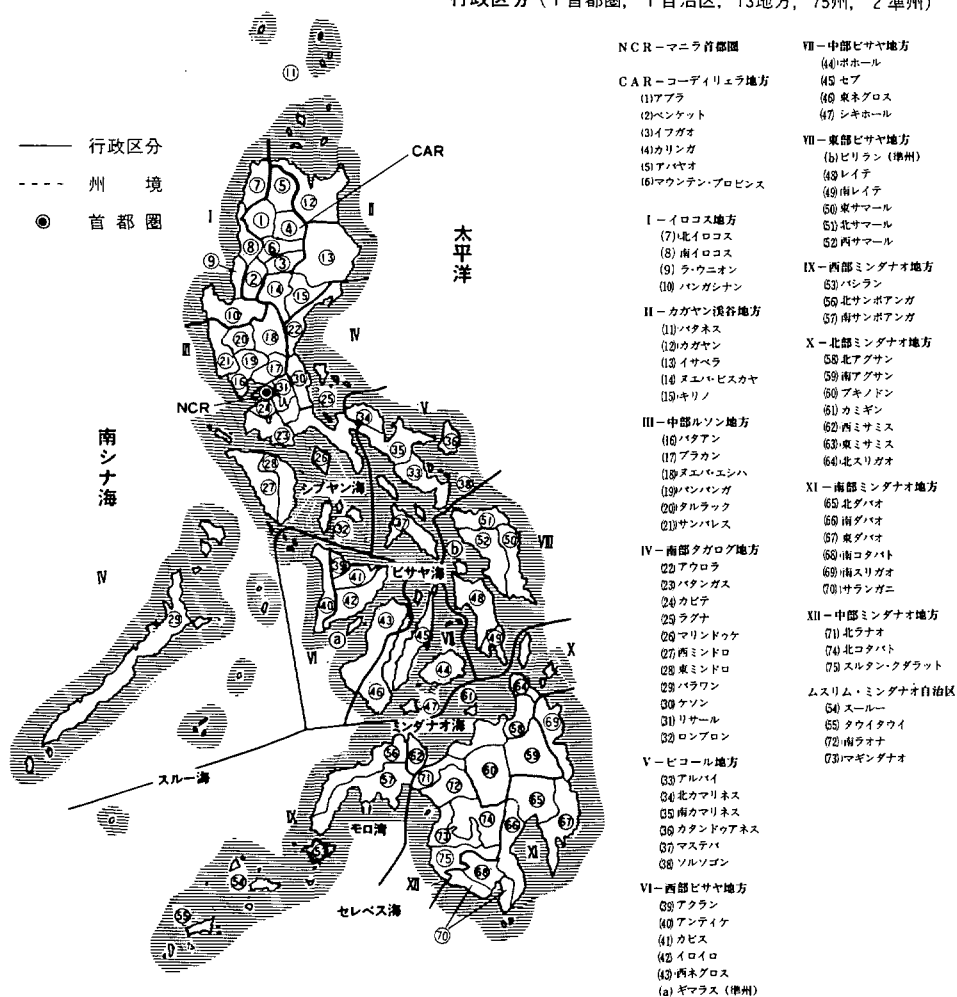 行政区分（1首都圏，1自治区，13地方，75州，2準州）
行政区分
州 境
首都圏
CAR
NCR
太平洋
南シナ海
シブヤン海
ビサヤ海
ミンダナオ海
スルー海
モロ湾
セレベス海
NCR－マニラ首都圏
CAR－コーディリェラ地方
(1)アブラ
(2)ベンケット
(3)イフガオ
(4)カリンガ
(5)アパヤオ
(6)マウンテン・プロビンス
I－イロコス地方
(7)北イロコス
(8)南イロコス
(9)ラ・ウニオン
(10)パンガシナン
II－カガヤン渓谷地方
(11)バタネス
(12)カガヤン
(13)イサベラ
(14)ヌエバ・ビスカヤ
(15)キリノ
III－中部ルソン地方
(16)バタアン
(17)ブラカン
(18)ヌエバ・エシハ
(19)パンパンガ
(20)タルラック
(21)サンバレス
IV－南部タガログ地方
(22)アウロラ
(23)バタンガス
(24)カビテ
(25)ラグナ
(26)マリンドゥケ
(27)西ミンドロ
(28)東ミンドロ
(29)パラワン
(30)ケソン
(31)リサール
(32)ロンブロン
V－ビコール地方
(33)アルバイ
(34)北カマリネス
(35)南カマリネス
(36)カタンドゥアネス
(37)マステバ
(38)ソルソゴン
VI－西部ビサヤ地方
(39)アクラン
(40)アンティケ
(41)カピス
(42)イロイロ
(43)西ネグロス
(a)ギマラス（準州）
VII－中部ビサヤ地方
(44)ボホール
(45)セブ
(46)東ネグロス
(47)シキホール
VII－東部ビサヤ地方
(b)ビリラン（準州）
(48)レイテ
(49)南レイテ
(50)東サマール
(51)北サマール
(52)西サマール
IX－西部ミンダナオ地方
(53)バシラン
(56)北サンボアンガ
(57)南サンボアンガ
X－北部ミンダナオ地方
(58)北アグサン
(59)南アグサン
(60)ブキノドン
(61)カミギン
(62)西ミサミス
(63)東ミサミス
(64)北スリガオ
XI－南部ミンダナオ地方
(65)北ダバオ
(66)南ダバオ
(67)東ダバオ
(68)南コタバト
(69)南スリガオ
(70)サランガニ
XII－中部ミンダナオ地方
(71)北ラナオ
(74)北コタバト
(75)スルタン・クダラット
ムスリム・ミンダナオ自治区
(54)スールー
(55)タウイタウイ
(72)南ラオナ
(73)マギンダナオ